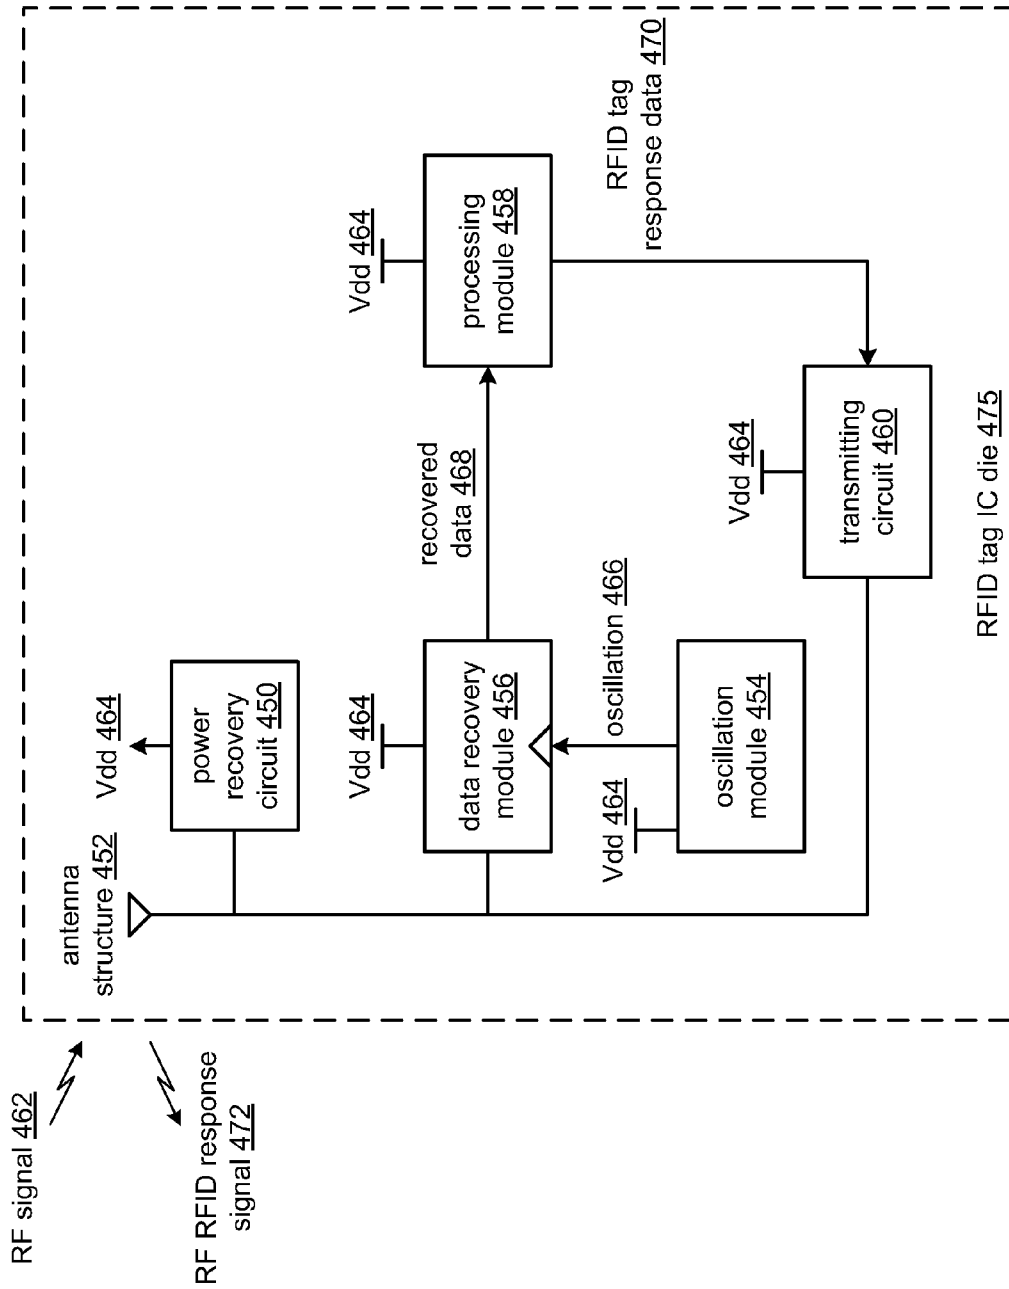 RF signal 462
RF RFID response
signal 472
antenna
structure 452
Vdd 464
power
recovery
circuit 450
Vdd 464
data recovery
module 456
recovered
data 468
Vdd 464
processing
module 458
oscillation 466
Vdd 464
oscillation
module 454
RFID tag
response data 470
Vdd 464
transmitting
circuit 460
RFID tag IC die 475